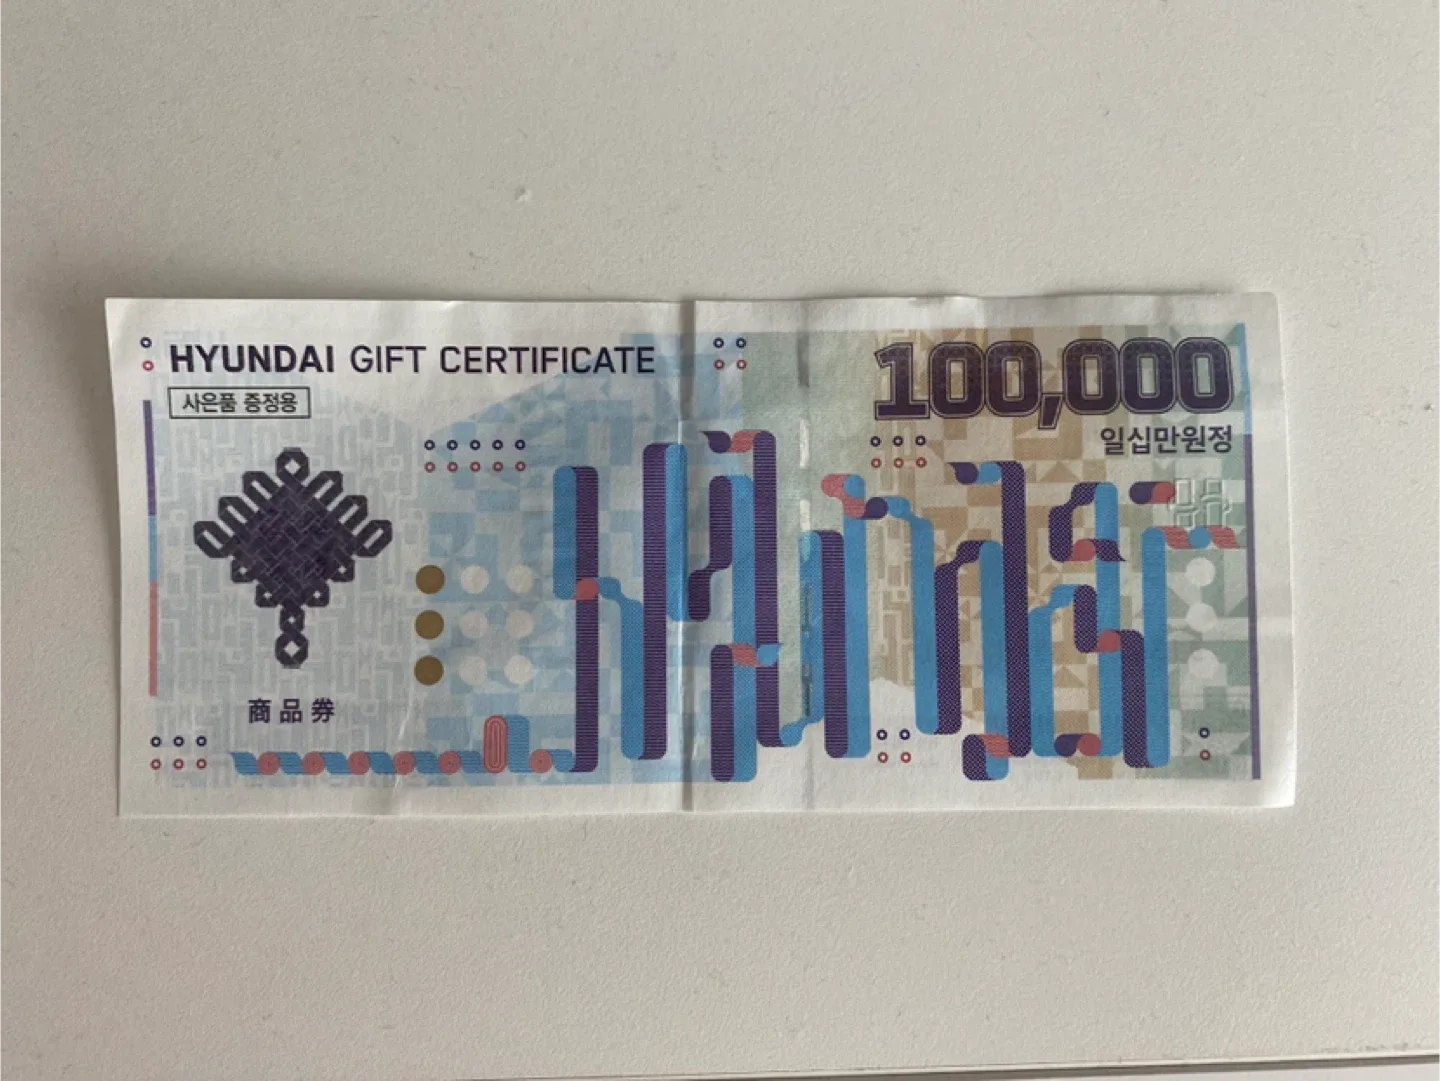 HYUNDAI GIFT CERTIFICATE
사은품 증정용
100,000
일십만원정
商品券
Hyundai